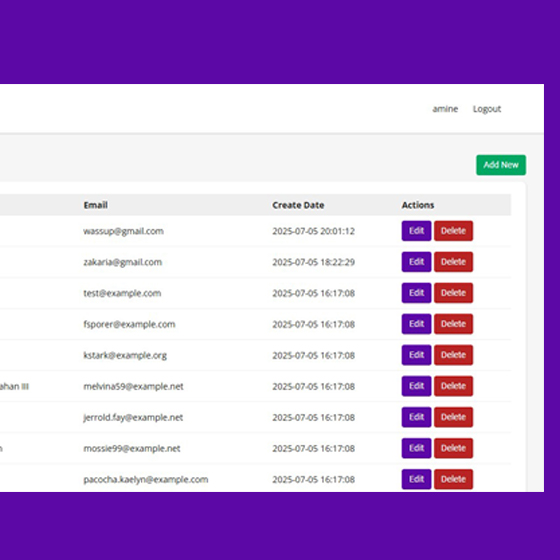 amine Logout
Add New
Email Create Date Actions
wassup@gmail.com 2025-07-05 20:01:12 Edit Delete
zakaria@gmail.com 2025-07-05 18:22:29 Edit Delete
test@example.com 2025-07-05 16:17:08 Edit Delete
fsporer@example.com 2025-07-05 16:17:08 Edit Delete
kstark@example.org 2025-07-05 16:17:08 Edit Delete
ahan III melvina59@example.net 2025-07-05 16:17:08 Edit Delete
jerrold.fay@example.net 2025-07-05 16:17:08 Edit Delete
mossie99@example.net 2025-07-05 16:17:08 Edit Delete
pacocha.kaelyn@example.com 2025-07-05 16:17:08 Edit Delete